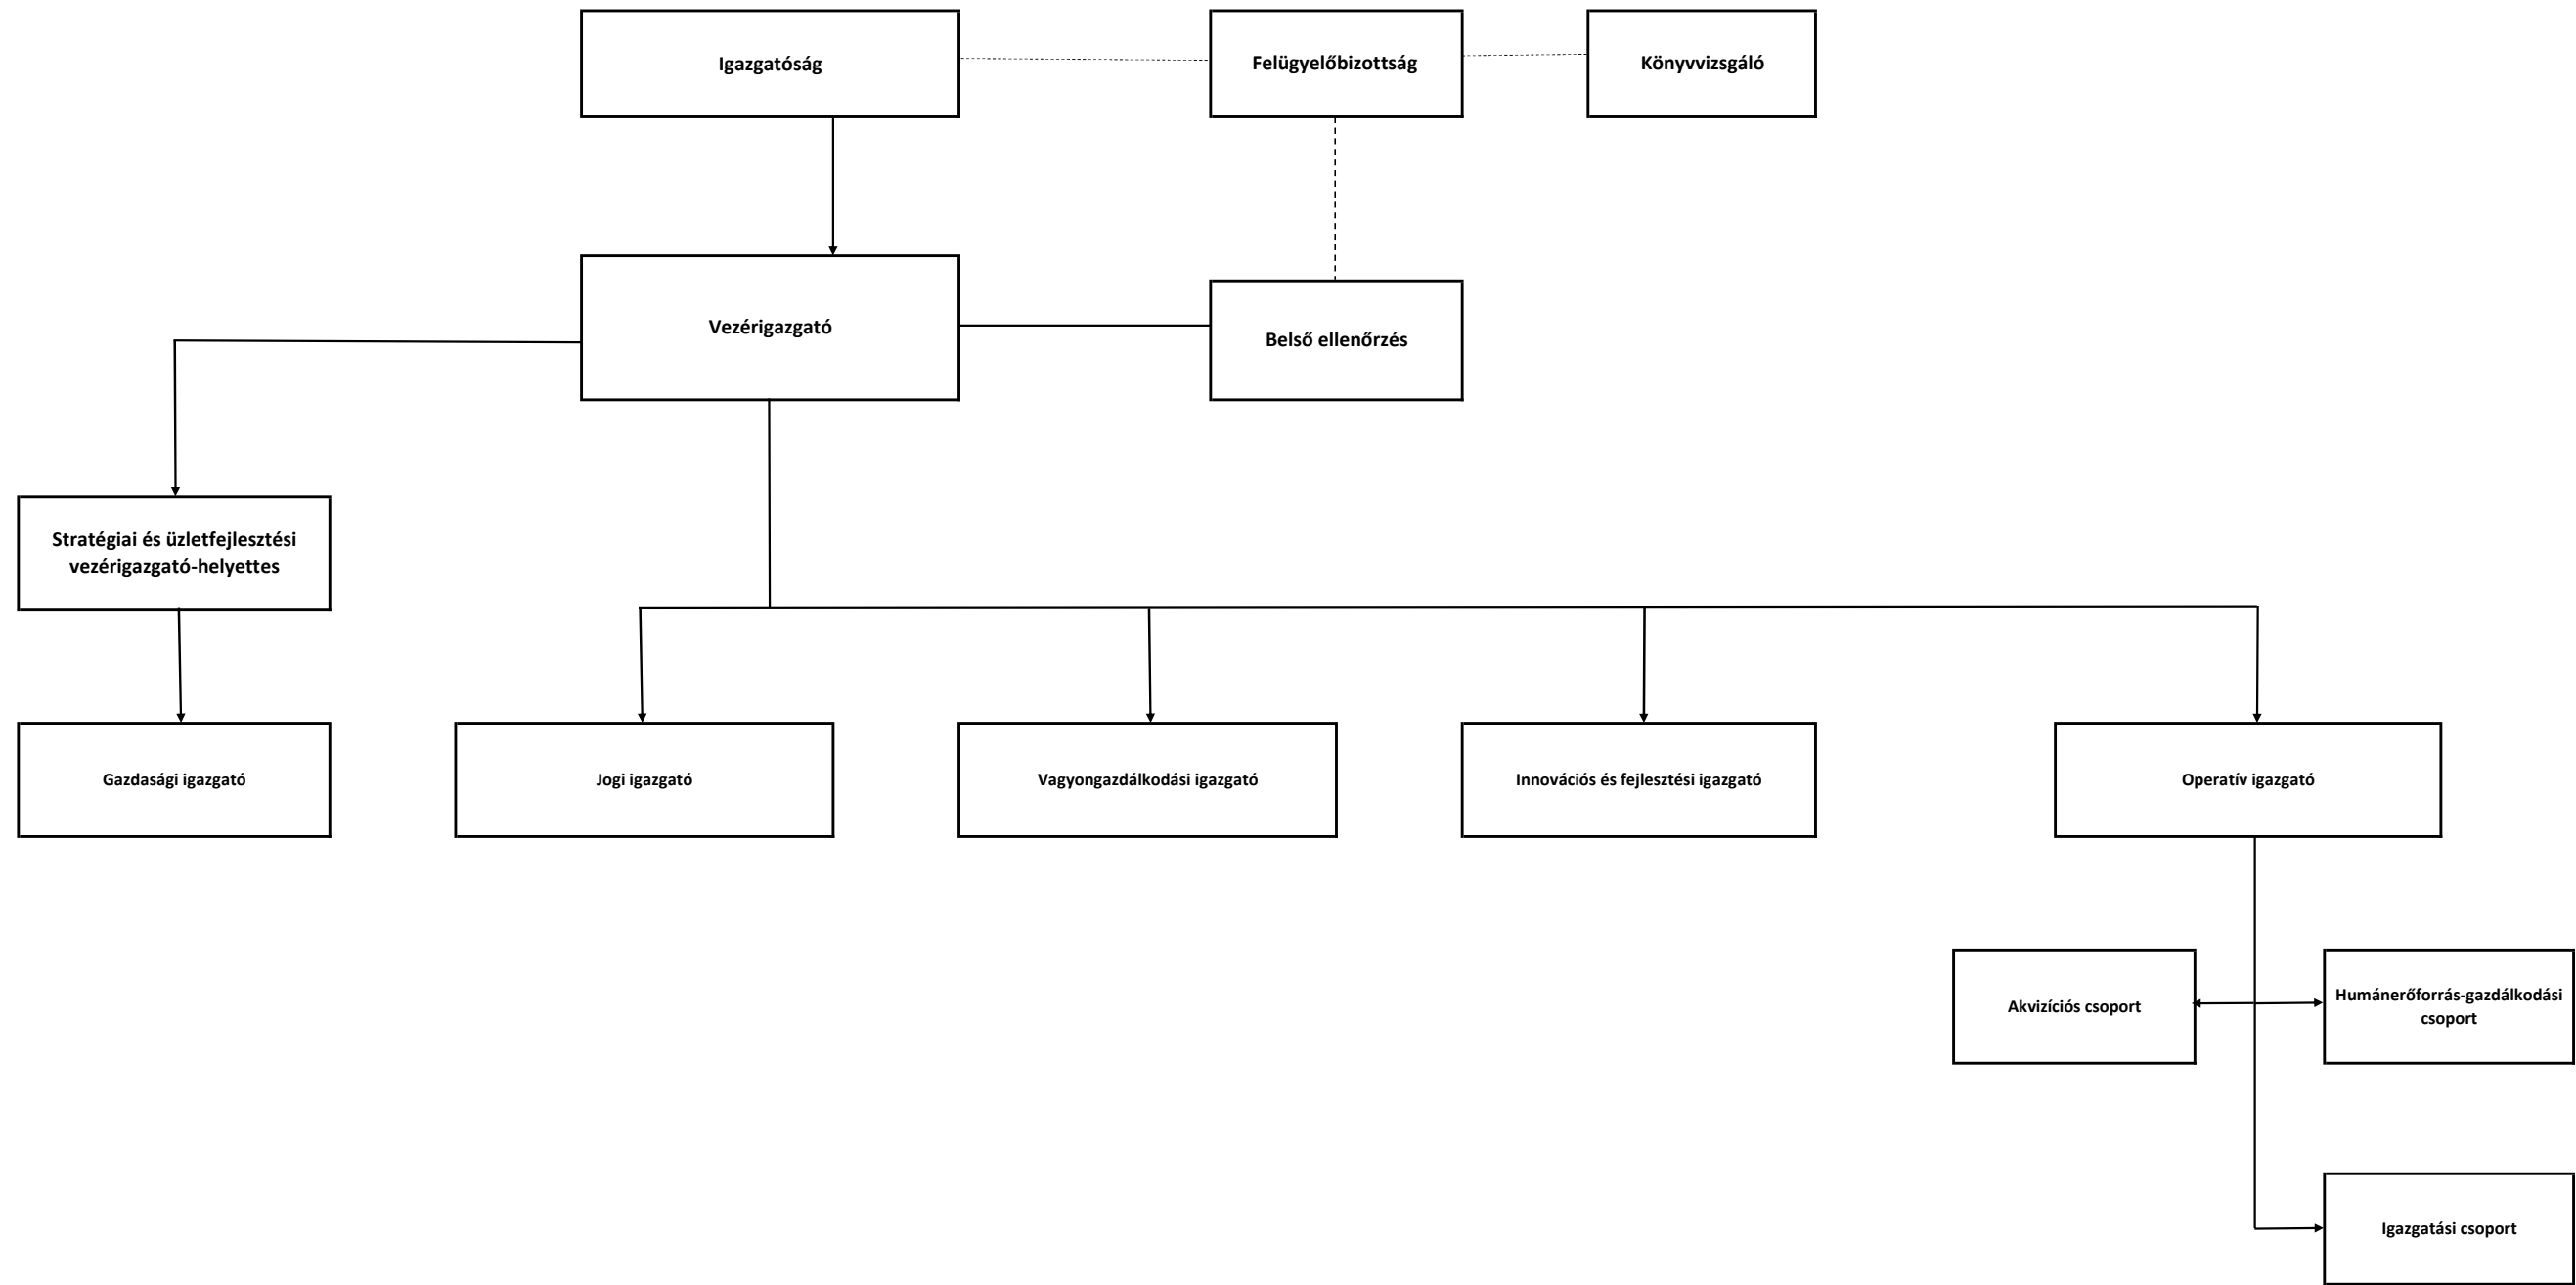 Igazgatóság
Felügyelőbizottság
Könyvvizsgáló
Vezérigazgató
Belső ellenőrzés
Stratégiai és üzletfejlesztési
vezérigazgató-helyettes
Gazdasági igazgató
Jogi igazgató
Vagyongazdálkodási igazgató
Innovációs és fejlesztési igazgató
Operatív igazgató
Akvizíciós csoport
Humánerőforrás-gazdálkodási
csoport
Igazgatási csoport